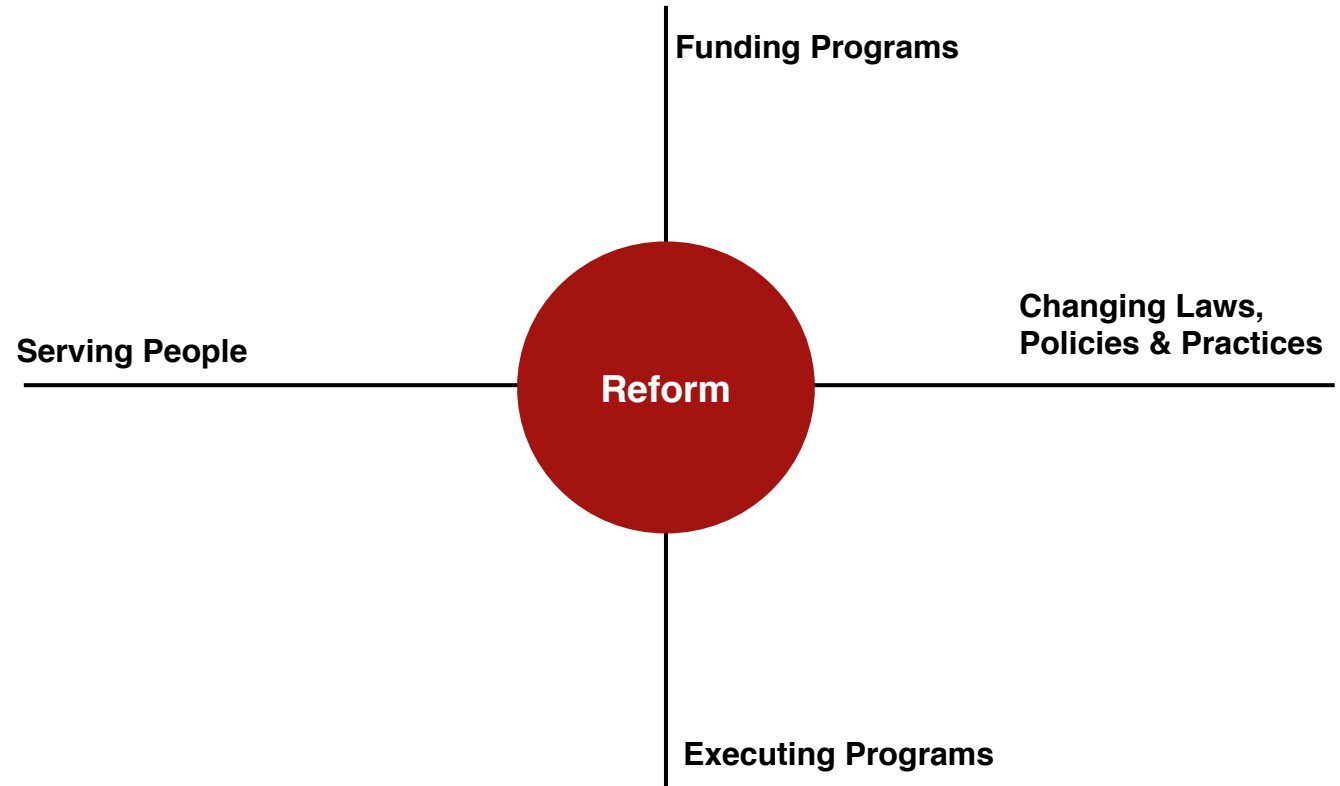 Funding Programs
Changing Laws,
Policies & Practices
Serving People
Reform
Executing Programs